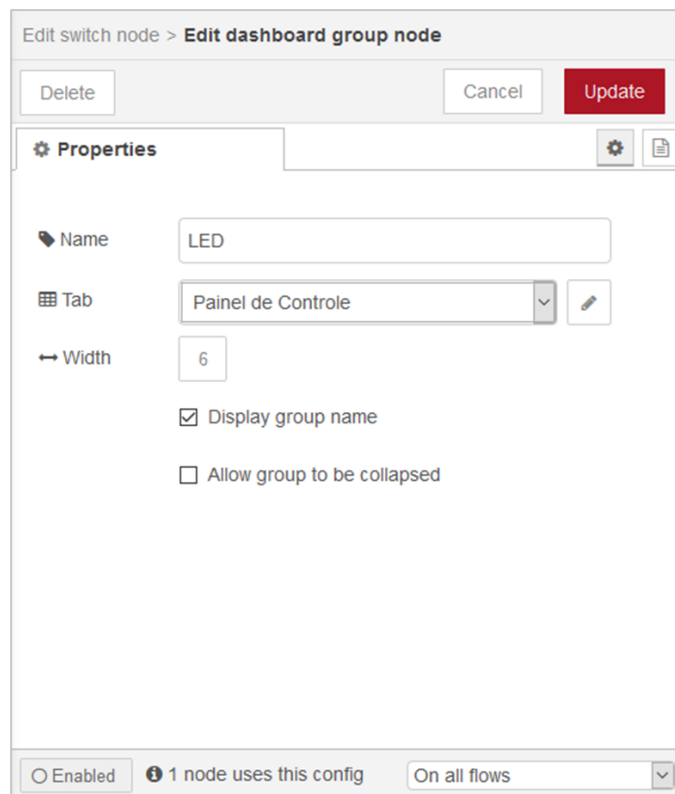 Edit switch node > Edit dashboard group node
Delete Cancel Update
Properties
Name LED
Tab Painel de Controle
Width 6
Display group name
Allow group to be collapsed
Enabled 1 node uses this config On all flows